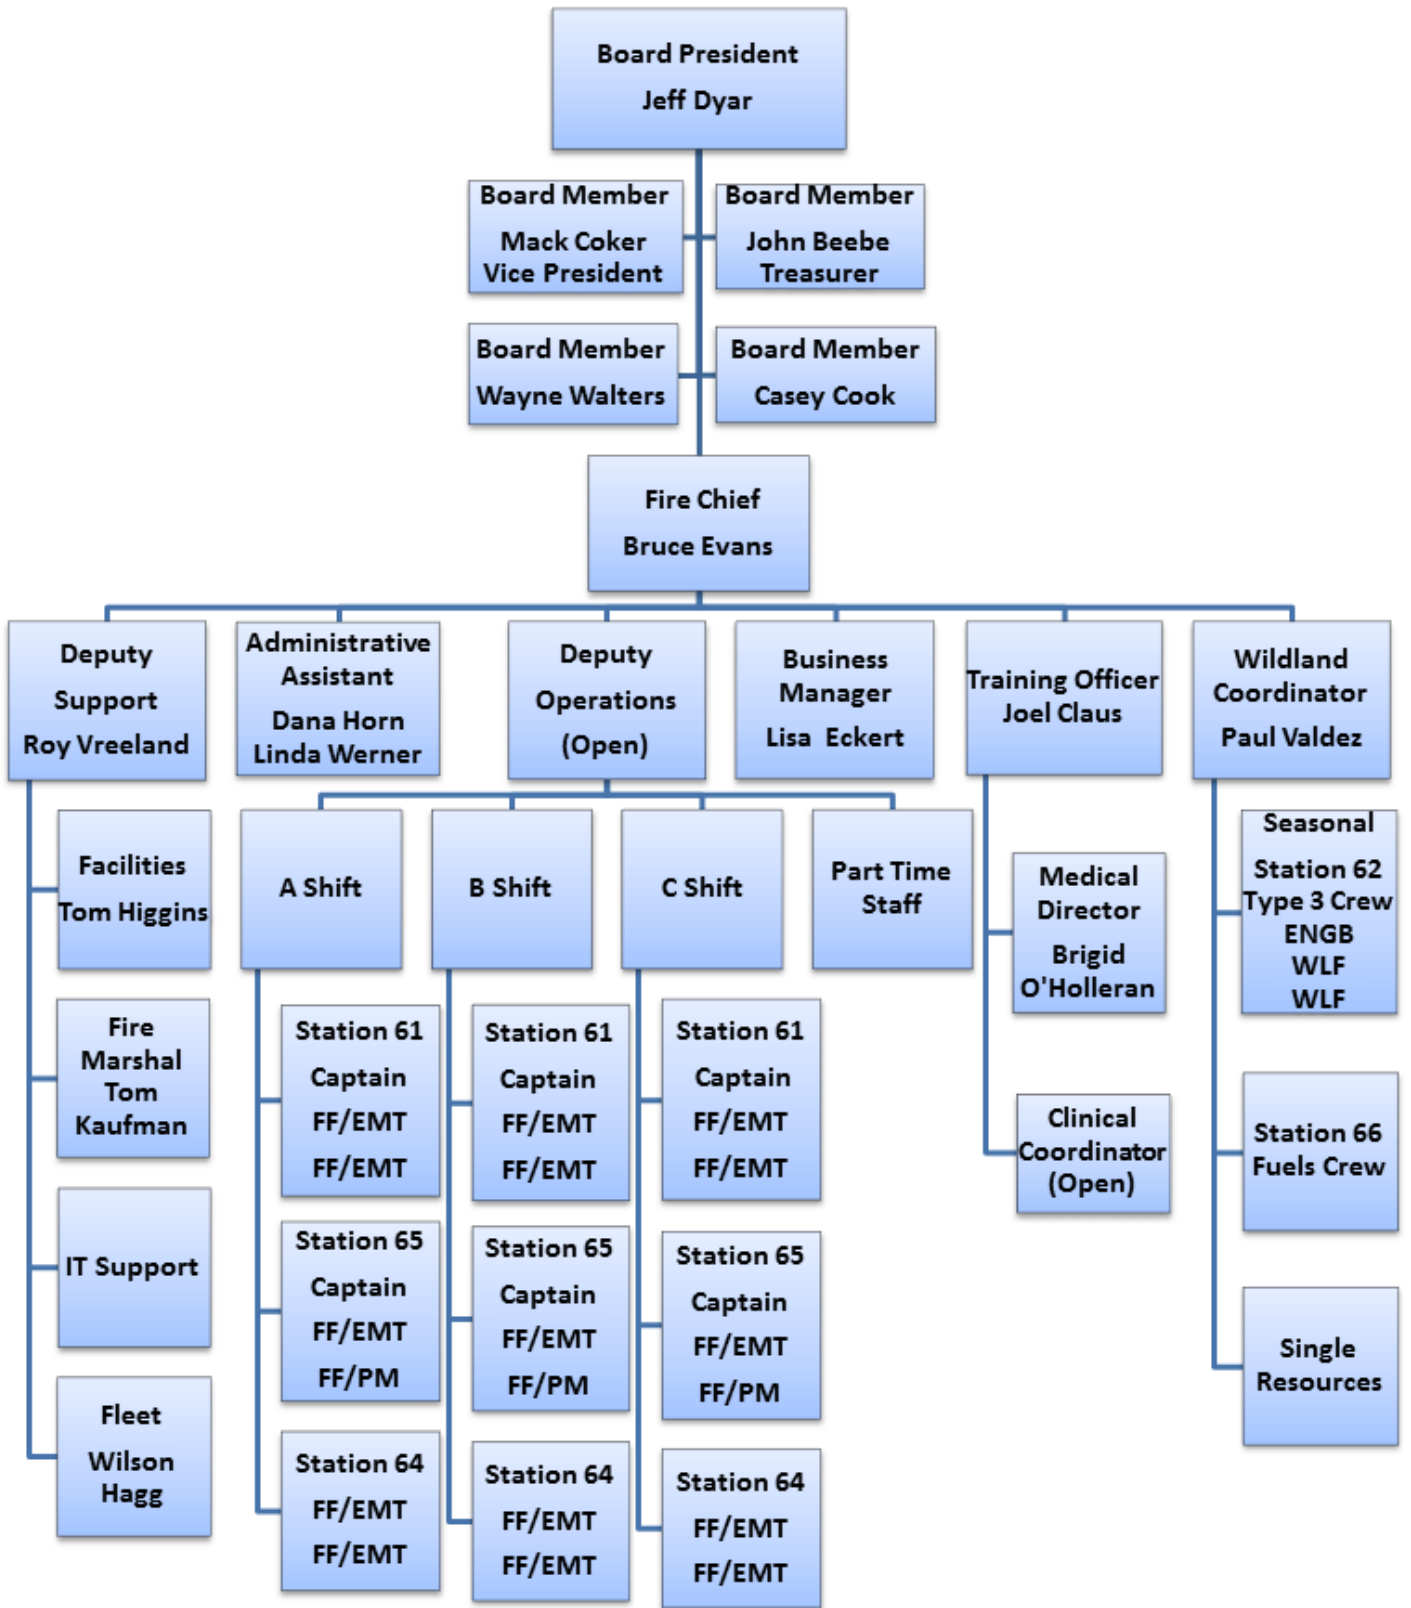 Board President
Jeff Dyar
Board Member
Mack Coker
Vice President
Board Member
John Beebe
Treasurer
Board Member
Wayne Walters
Board Member
Casey Cook
Fire Chief
Bruce Evans
Deputy
Support
Roy Vreeland
Administrative
Assistant
Dana Horn
Linda Werner
Deputy
Operations
(Open)
Business
Manager
Lisa Eckert
Training Officer
Joel Claus
Wildland
Coordinator
Paul Valdez
Facilities
Tom Higgins
Fire
Marshal
Tom
Kaufman
IT Support
Fleet
Wilson
Hagg
A Shift
B Shift
C Shift
Part Time
Staff
Station 61
Captain
FF/EMT
FF/EMT
Station 65
Captain
FF/EMT
FF/PM
Station 64
FF/EMT
FF/EMT
Station 61
Captain
FF/EMT
FF/EMT
Station 65
Captain
FF/EMT
FF/PM
Station 64
FF/EMT
FF/EMT
Station 61
Captain
FF/EMT
FF/EMT
Station 65
Captain
FF/EMT
FF/PM
Station 64
FF/EMT
FF/EMT
Medical
Director
Brigid
O'Holleran
Clinical
Coordinator
(Open)
Seasonal
Station 62
Type 3 Crew
ENGB
WLF
WLF
Station 66
Fuels Crew
Single
Resources